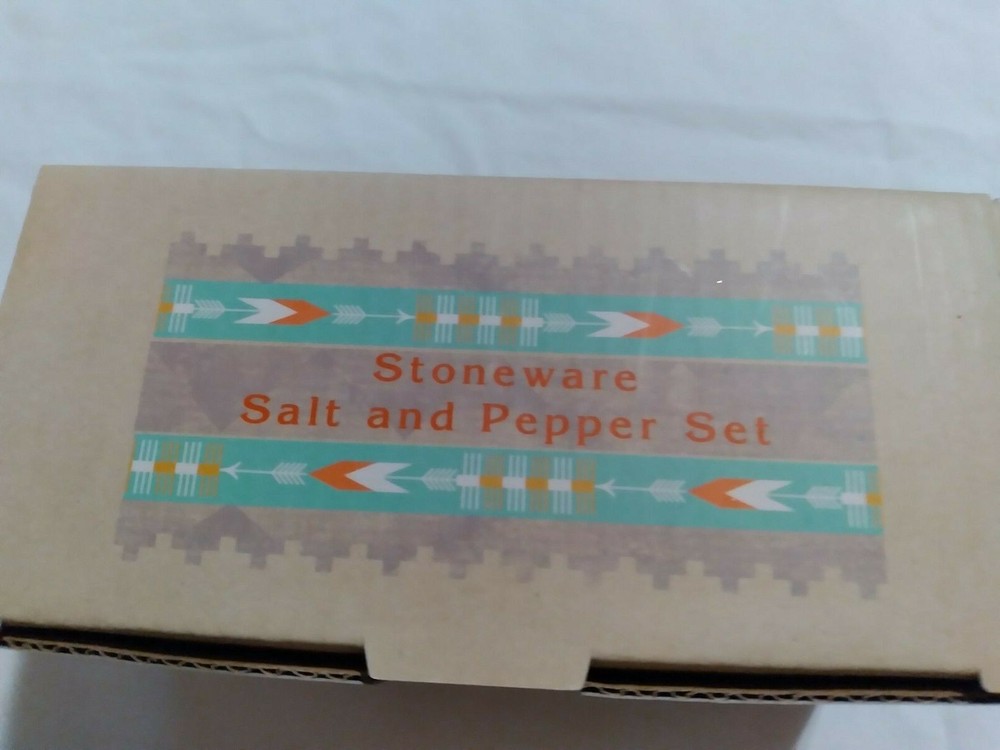 Stoneware
Salt and Pepper Set